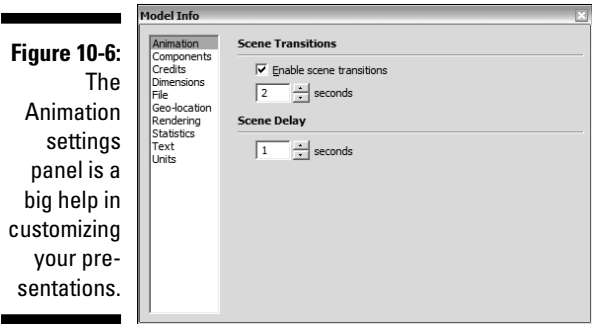 Figure 10-6:
The
Animation
settings
panel is a
big help in
customizing
your pre-
sentations.
Model Info
Animation
Components
Credits
Dimensions
File
Geo-location
Rendering
Statistics
Text
Units
Scene Transitions
Enable scene transitions
2 seconds
Scene Delay
1 seconds